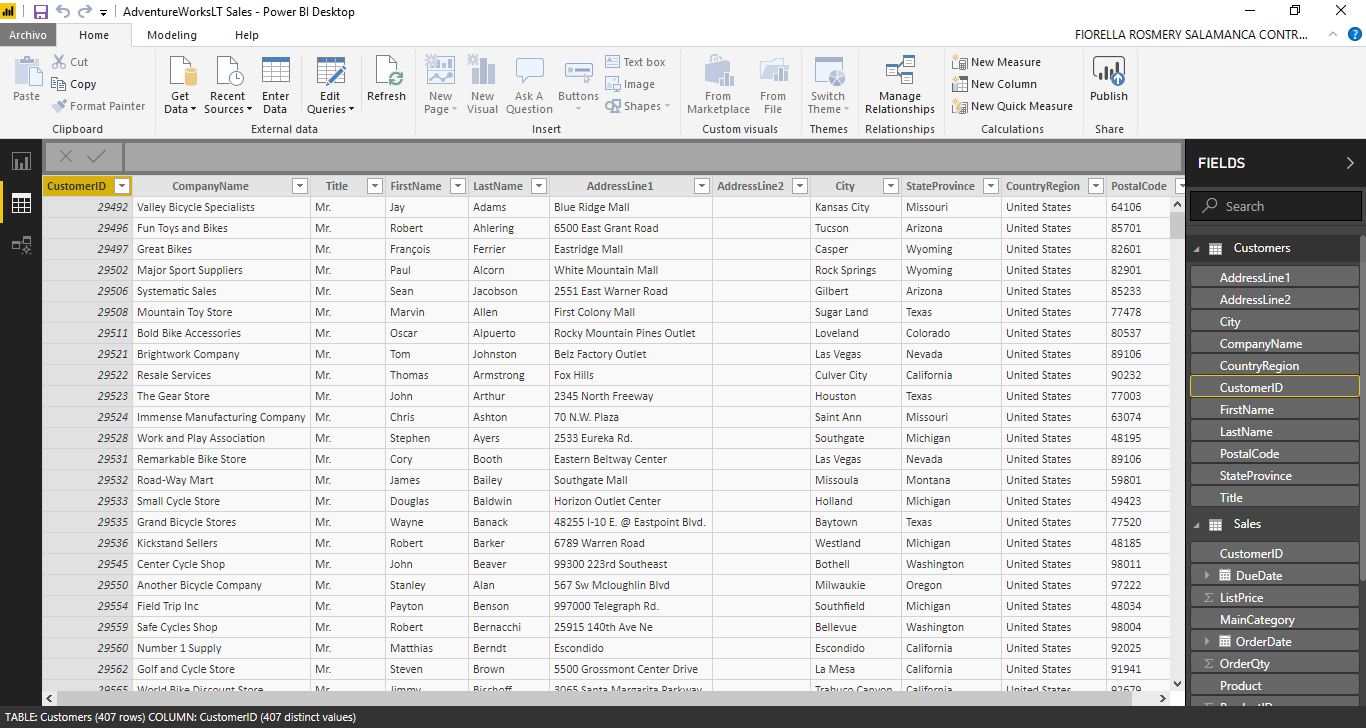 AdventureWorksLT Sales - Power BI Desktop
Archivo Home Modeling Help FIORELLA ROSMERY SALAMANCA CONTR... ?
Paste Cut Copy Format Painter
Clipboard
Get Data Recent Sources Enter Data Edit Queries Refresh
External data
New Page New Visual Ask A Question Buttons Text box Image Shapes
Insert
From Marketplace From File
Custom visuals
Switch Theme
Themes
Manage Relationships
Relationships
New Measure New Column New Quick Measure
Calculations
Publish
Share
CustomerID CompanyName Title FirstName LastName AddressLine1 AddressLine2 City StateProvince CountryRegion PostalCode
29492 Valley Bicycle Specialists Mr. Jay Adams Blue Ridge Mall Kansas City Missouri United States 64106
29496 Fun Toys and Bikes Mr. Robert Ahlering 6500 East Grant Road Tucson Arizona United States 85701
29497 Great Bikes Mr. François Ferrier Eastridge Mall Casper Wyoming United States 82601
29502 Major Sport Suppliers Mr. Paul Alcorn White Mountain Mall Rock Springs Wyoming United States 82901
29506 Systematic Sales Mr. Sean Jacobson 2551 East Warner Road Gilbert Arizona United States 85233
29508 Mountain Toy Store Mr. Marvin Allen First Colony Mall Sugar Land Texas United States 77478
29511 Bold Bike Accessories Mr. Oscar Alpuerto Rocky Mountain Pines Outlet Loveland Colorado United States 80537
29521 Brightwork Company Mr. Tom Johnston Belz Factory Outlet Las Vegas Nevada United States 89106
29522 Resale Services Mr. Thomas Armstrong Fox Hills Culver City California United States 90232
29523 The Gear Store Mr. John Arthur 2345 North Freeway Houston Texas United States 77003
29524 Immense Manufacturing Company Mr. Chris Ashton 70 N.W. Plaza Saint Ann Missouri United States 63074
29528 Work and Play Association Mr. Stephen Ayers 2533 Eureka Rd. Southgate Michigan United States 48195
29531 Remarkable Bike Store Mr. Cory Booth Eastern Beltway Center Las Vegas Nevada United States 89106
29532 Road-Way Mart Mr. James Bailey Southgate Mall Missoula Montana United States 59801
29533 Small Cycle Store Mr. Douglas Baldwin Horizon Outlet Center Holland Michigan United States 49423
29535 Grand Bicycle Stores Mr. Wayne Banack 48255 I-10 E. @ Eastpoint Blvd. Baytown Texas United States 77520
29536 Kickstand Sellers Mr. Robert Barker 6789 Warren Road Westland Michigan United States 48185
29545 Center Cycle Shop Mr. John Beaver 99300 223rd Southeast Bothell Washington United States 98011
29550 Another Bicycle Company Mr. Stanley Alan 567 Sw Mcloughlin Blvd Milwaukie Oregon United States 97222
29554 Field Trip Inc Mr. Payton Benson 997000 Telegraph Rd. Southfield Michigan United States 48034
29559 Safe Cycles Shop Mr. Robert Bernacchi 25915 140th Ave Ne Bellevue Washington United States 98004
29560 Number 1 Supply Mr. Matthias Berndt Escondido Escondido California United States 92025
29562 Golf and Cycle Store Mr. Steven Brown 5500 Grossmont Center Drive La Mesa California United States 91941
29565 World Bike Discount Store Mr. Jimmy Bischoff 3065 Santa Margarita Parkway Trabuco Canyon California United States 92679
FIELDS
Search
Customers
AddressLine1
AddressLine2
City
CompanyName
CountryRegion
CustomerID
FirstName
LastName
PostalCode
StateProvince
Title
Sales
CustomerID
DueDate
Σ ListPrice
MainCategory
OrderDate
Σ OrderQty
Product
Σ ProductID
TABLE: Customers (407 rows) COLUMN: CustomerID (407 distinct values)